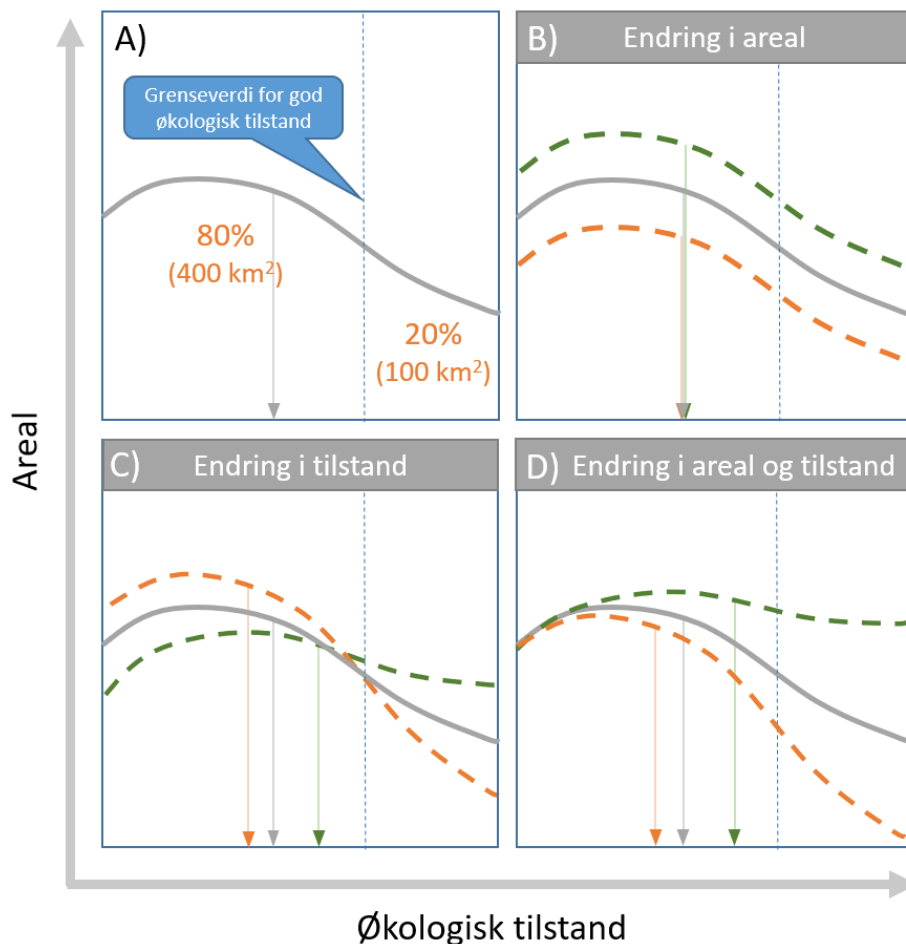 A)
Grenseverdi for god
økologisk tilstand
80%
(400 km²)
20%
(100 km²)
B)
Endring i areal
C)
Endring i tilstand
D)
Endring i areal og tilstand
Areal
Økologisk tilstand